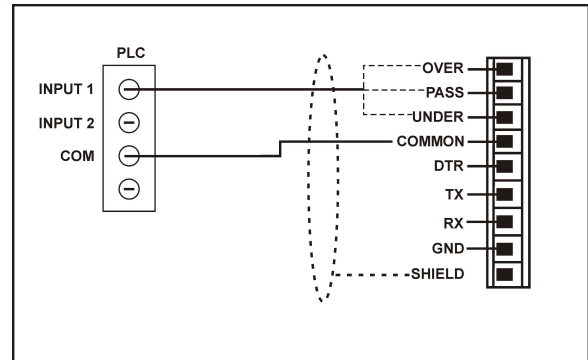 PLC
INPUT 1
INPUT 2
COM
OVER
PASS
UNDER
COMMON
DTR
TX
RX
GND
SHIELD